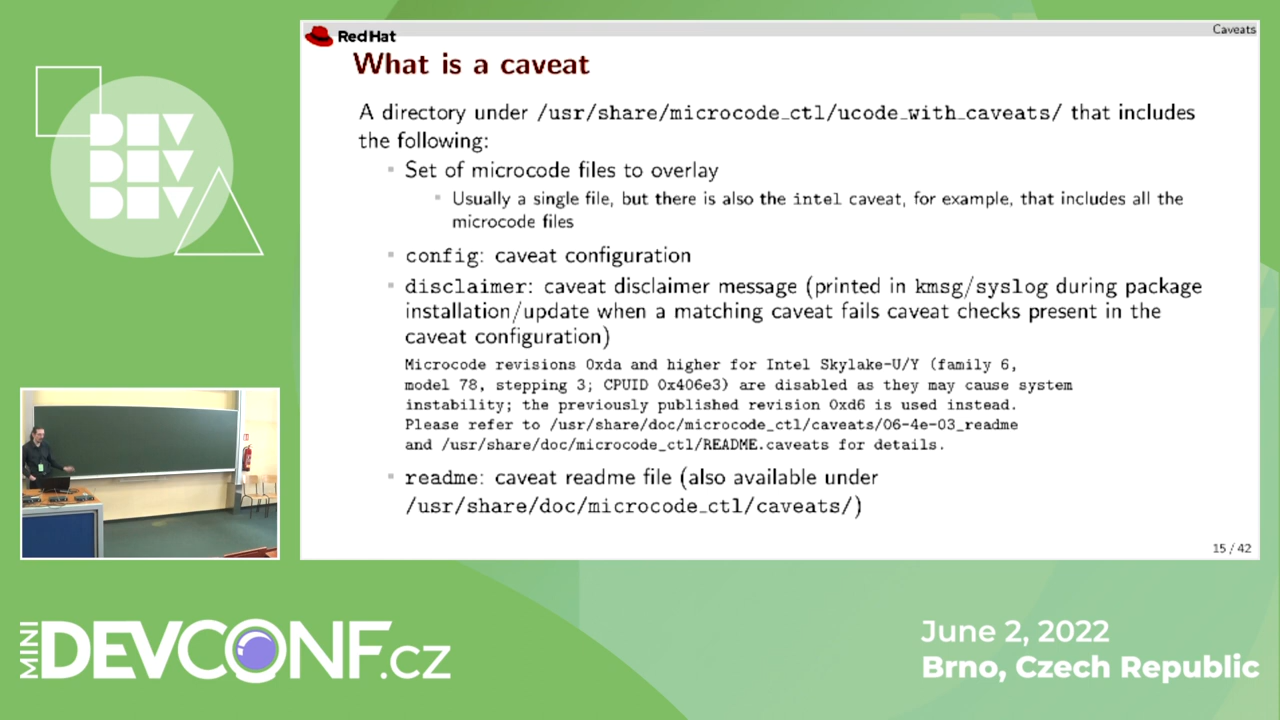 DEV
DEV
DEV
Red Hat
Caveats
What is a caveat
A directory under /usr/share/microcode_ctl/ucode_with_caveats/ that includes
the following:
Set of microcode files to overlay
Usually a single file, but there is also the intel caveat, for example, that includes all the
microcode files
config: caveat configuration
disclaimer: caveat disclaimer message (printed in kmsg/syslog during package
installation/update when a matching caveat fails caveat checks present in the
caveat configuration)
Microcode revisions 0xda and higher for Intel Skylake-U/Y (family 6,
model 78, stepping 3; CPUID 0x406e3) are disabled as they may cause system
instability; the previously published revision 0xd6 is used instead.
Please refer to /usr/share/doc/microcode_ctl/caveats/06-4e-03_readme
and /usr/share/doc/microcode_ctl/README.caveats for details.
readme: caveat readme file (also available under
/usr/share/doc/microcode_ctl/caveats/)
15 / 42
MINI
DEVCONF.CZ
June 2, 2022
Brno, Czech Republic